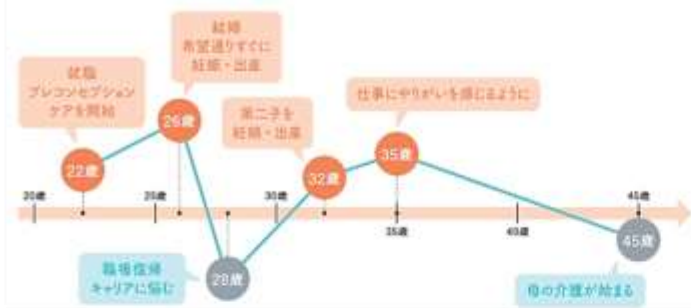 結婚
希望通りすぐに
妊娠・出産
就職
プレコンセプション
ケアを開始
第二子を
妊娠・出産
仕事にやりがいを感じるように
26歳
35歳
22歳
32歳
20歳
25歳
30歳
45歳
35歳
40歳
45歳
28歳
職場復帰
キャリアに悩む
母の介護が始まる